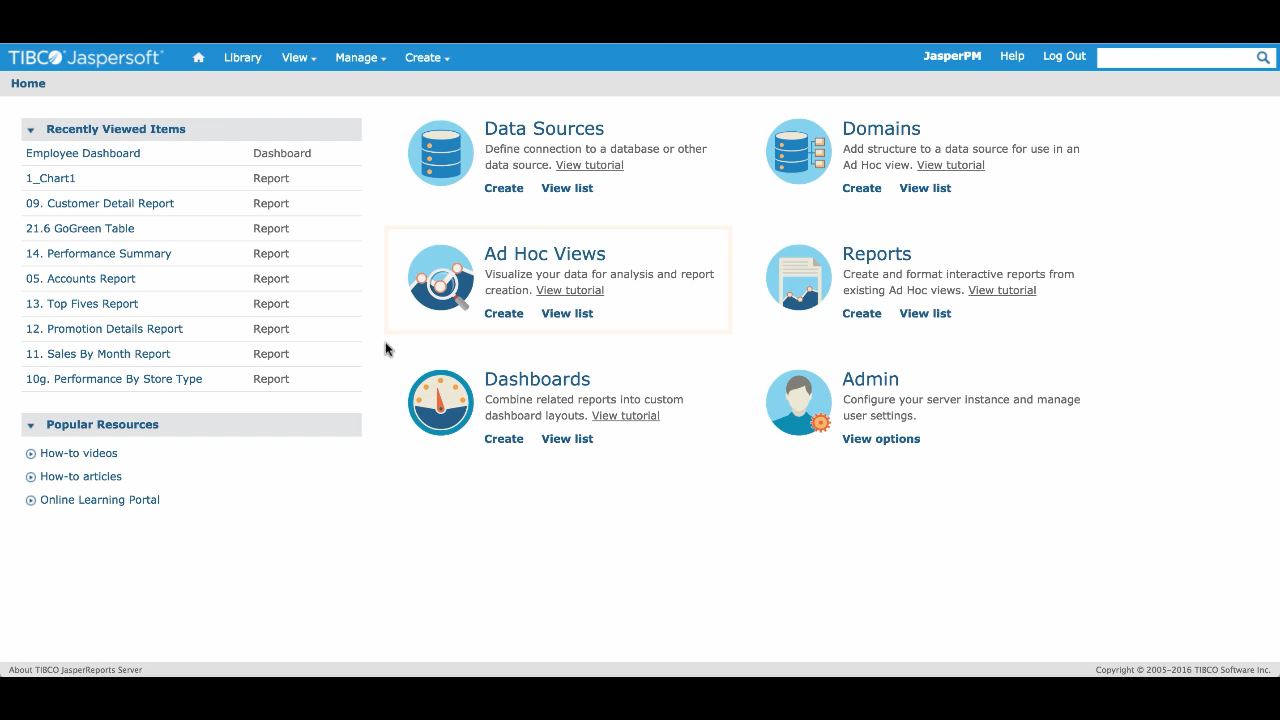 TIBCO Jaspersoft Library View Manage Create JasperPM Help Log Out
Home
Recently Viewed Items
Employee Dashboard Dashboard
1_Chart1 Report
09. Customer Detail Report Report
21.6 GoGreen Table Report
14. Performance Summary Report
05. Accounts Report Report
13. Top Fives Report Report
12. Promotion Details Report Report
11. Sales By Month Report Report
10g. Performance By Store Type Report
Popular Resources
How-to videos
How-to articles
Online Learning Portal
Data Sources
Define connection to a database or other
data source. View tutorial
Create View list
Domains
Add structure to a data source for use in an
Ad Hoc view. View tutorial
Create View list
Ad Hoc Views
Visualize your data for analysis and report
creation. View tutorial
Create View list
Reports
Create and format interactive reports from
existing Ad Hoc views. View tutorial
Create View list
Dashboards
Combine related reports into custom
dashboard layouts. View tutorial
Create View list
Admin
Configure your server instance and manage
user settings.
View options
About TIBCO JasperReports Server Copyright © 2005–2016 TIBCO Software Inc.